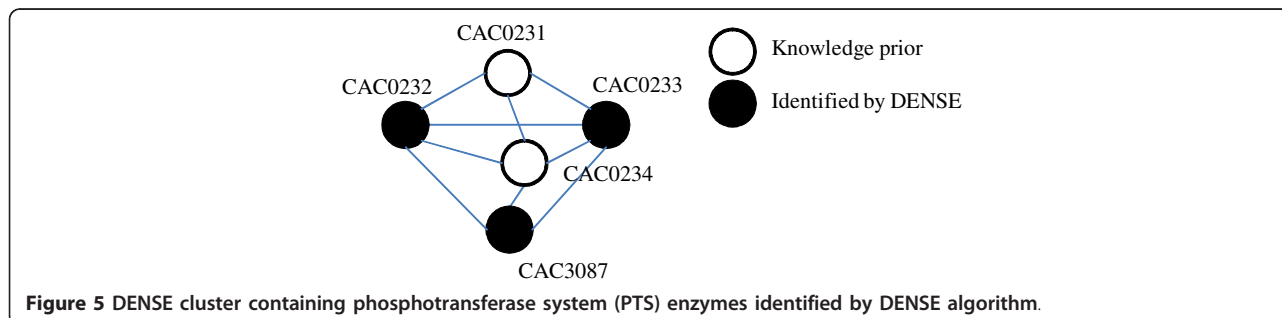 CAC0231
Knowledge prior
CAC0232
CAC0233
Identified by DENSE
CAC0234
CAC3087
Figure 5 DENSE cluster containing phosphotransferase system (PTS) enzymes identified by DENSE algorithm.